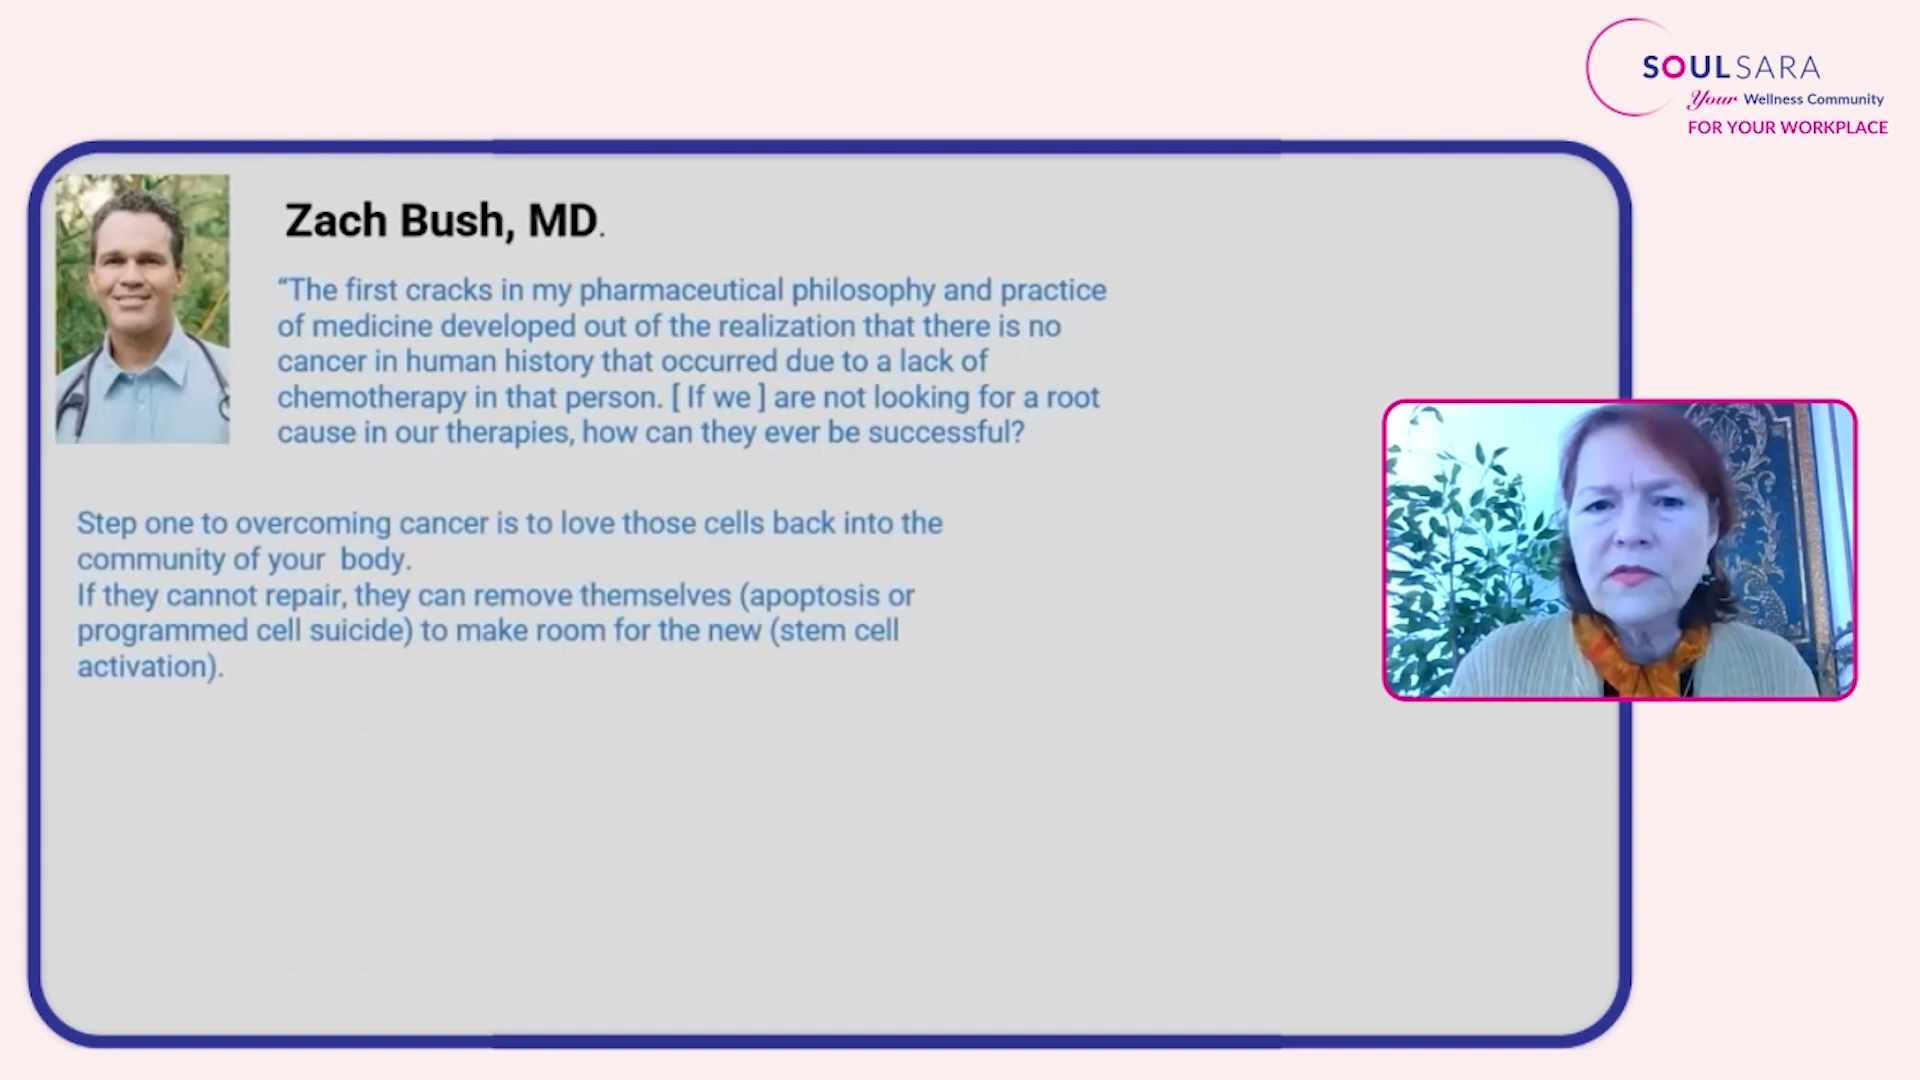 SOULSARA
Your Wellness Community
FOR YOUR WORKPLACE
Zach Bush, MD.
“The first cracks in my pharmaceutical philosophy and practice
of medicine developed out of the realization that there is no
cancer in human history that occurred due to a lack of
chemotherapy in that person. [ If we ] are not looking for a root
cause in our therapies, how can they ever be successful?
Step one to overcoming cancer is to love those cells back into the
community of your  body.
If they cannot repair, they can remove themselves (apoptosis or
programmed cell suicide) to make room for the new (stem cell
activation).